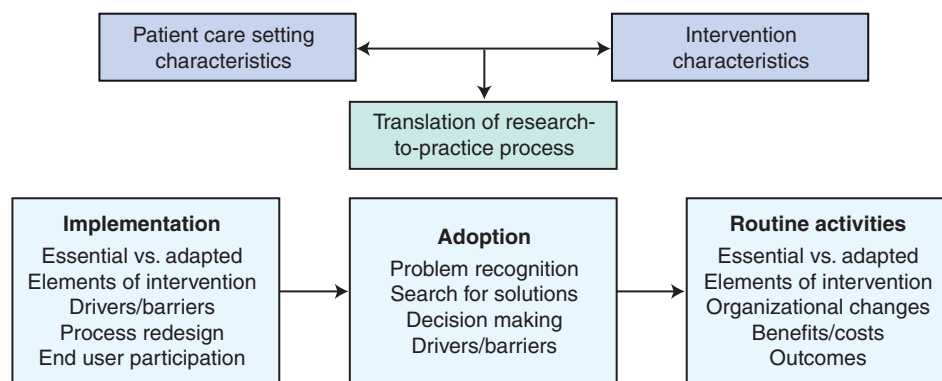 Patient care setting
characteristics
Intervention
characteristics
Translation of research-
to-practice process
Implementation
Essential vs. adapted
Elements of intervention
Drivers/barriers
Process redesign
End user participation
Adoption
Problem recognition
Search for solutions
Decision making
Drivers/barriers
Routine activities
Essential vs. adapted
Elements of intervention
Organizational changes
Benefits/costs
Outcomes